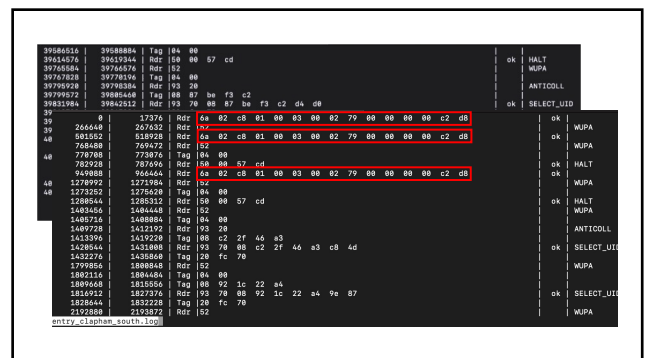 39586516 | 39588884 | Tag |04 00 | |
39614576 | 39619344 | Rdr |50 00 57 cd | ok | HALT
39765584 | 39766576 | Rdr |52 | | WUPA
39767828 | 39770196 | Tag |04 00 | |
39795920 | 39798384 | Rdr |93 20 | | ANTICOLL
39799572 | 39805460 | Tag |08 87 be f3 c2 | |
39831984 | 39842512 | Rdr |93 70 08 87 be f3 c2 d4 d0 | ok | SELECT_UID
39
39
39
40
40
40
40
0 | 17376 | Rdr |6a 02 c8 01 00 03 00 02 79 00 00 00 00 c2 d8 | ok |
266640 | 267632 | Rdr |52 | | WUPA
501552 | 518928 | Rdr |6a 02 c8 01 00 03 00 02 79 00 00 00 00 c2 d8 | ok |
768480 | 769472 | Rdr |52 | | WUPA
770708 | 773076 | Tag |04 00 | |
782928 | 787696 | Rdr |50 00 57 cd | ok | HALT
949088 | 966464 | Rdr |6a 02 c8 01 00 03 00 02 79 00 00 00 00 c2 d8 | ok |
1270992 | 1271984 | Rdr |52 | | WUPA
1273252 | 1275620 | Tag |04 00 | |
1280544 | 1285312 | Rdr |50 00 57 cd | ok | HALT
1403456 | 1404448 | Rdr |52 | | WUPA
1405716 | 1408084 | Tag |04 00 | |
1409728 | 1412192 | Rdr |93 20 | | ANTICOLL
1413396 | 1419220 | Tag |08 c2 2f 46 a3 | |
1420544 | 1431008 | Rdr |93 70 08 c2 2f 46 a3 c8 4d | ok | SELECT_UID
1432276 | 1435860 | Tag |20 fc 70 | |
1799856 | 1800848 | Rdr |52 | | WUPA
1802116 | 1804484 | Tag |04 00 | |
1809668 | 1815556 | Tag |08 92 1c 22 a4 | |
1816912 | 1827376 | Rdr |93 70 08 92 1c 22 a4 9e 87 | ok | SELECT_UID
1828644 | 1832228 | Tag |20 fc 70 | |
2192880 | 2193872 | Rdr |52 | | WUPA
entry_clapham_south.log